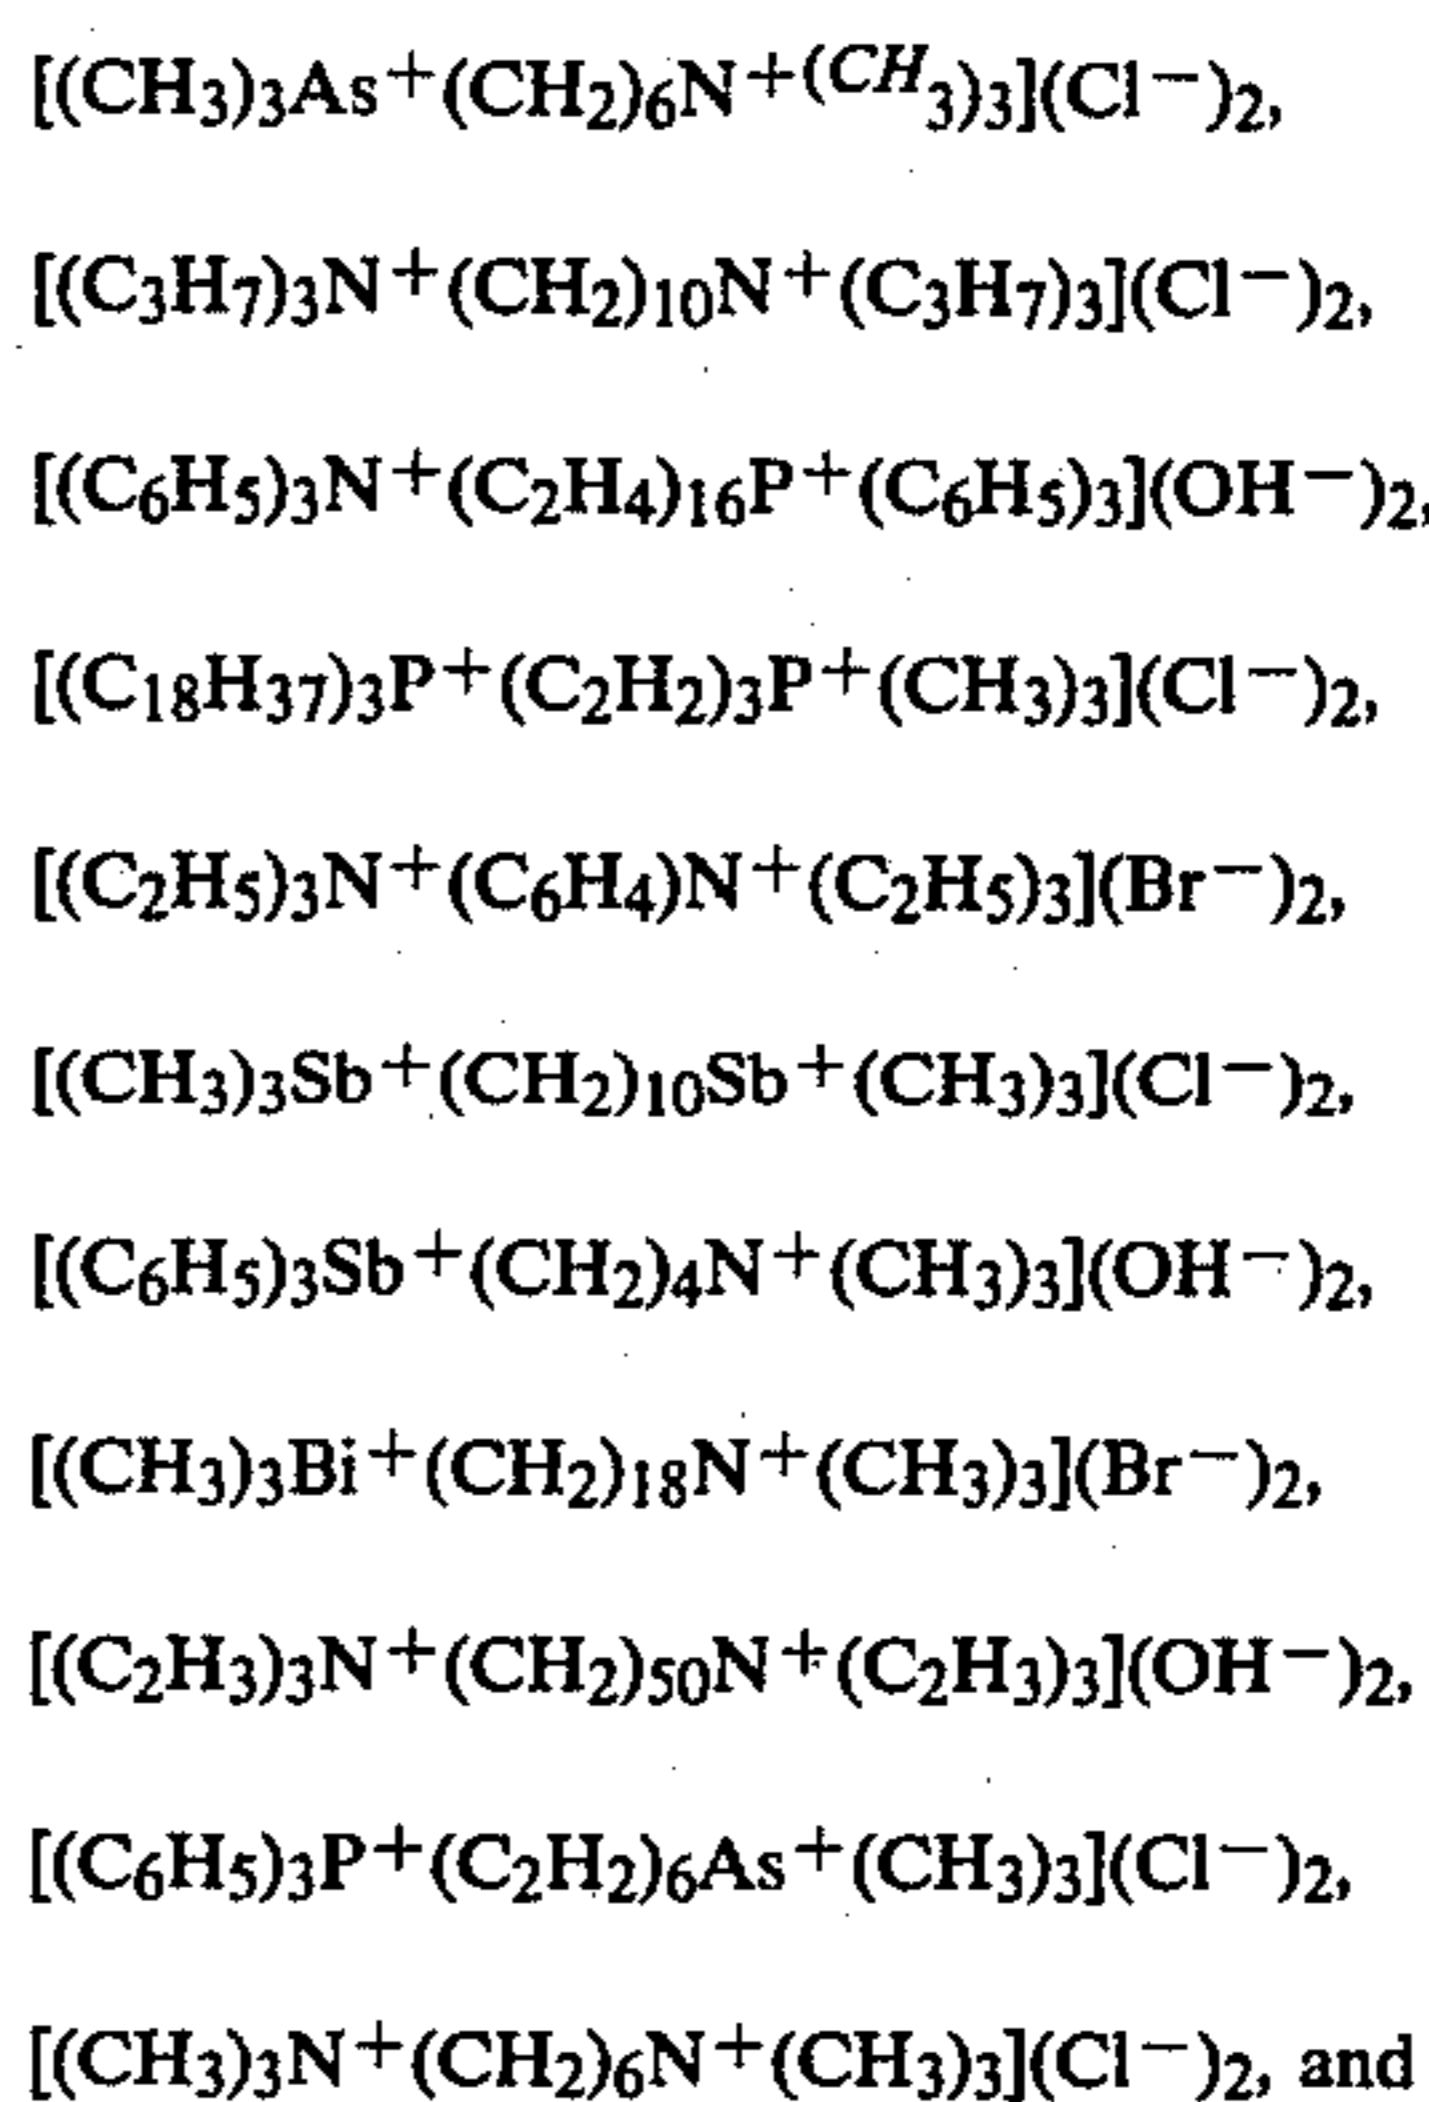 [(CH₃)₃As⁺(CH₂)₆N⁺⁽ᶜᴴ₃)₃](Cl⁻)₂,
[(C₃H₇)₃N⁺(CH₂)₁₀N⁺(C₃H₇)₃](Cl⁻)₂,
[(C₆H₅)₃N⁺(C₂H₄)₁₆P⁺(C₆H₅)₃](OH⁻)₂,
[(C₁₈H₃₇)₃P⁺(C₂H₂)₃P⁺(CH₃)₃](Cl⁻)₂,
[(C₂H₅)₃N⁺(C₆H₄)N⁺(C₂H₅)₃](Br⁻)₂,
[(CH₃)₃Sb⁺(CH₂)₁₀Sb⁺(CH₃)₃](Cl⁻)₂,
[(C₆H₅)₃Sb⁺(CH₂)₄N⁺(CH₃)₃](OH⁻)₂,
[(CH₃)₃Bi⁺(CH₂)₁₈N⁺(CH₃)₃](Br⁻)₂,
[(C₂H₃)₃N⁺(CH₂)₅₀N⁺(C₂H₃)₃](OH⁻)₂,
[(C₆H₅)₃P⁺(C₂H₂)₆As⁺(CH₃)₃](Cl⁻)₂,
[(CH₃)₃N⁺(CH₂)₆N⁺(CH₃)₃](Cl⁻)₂, and